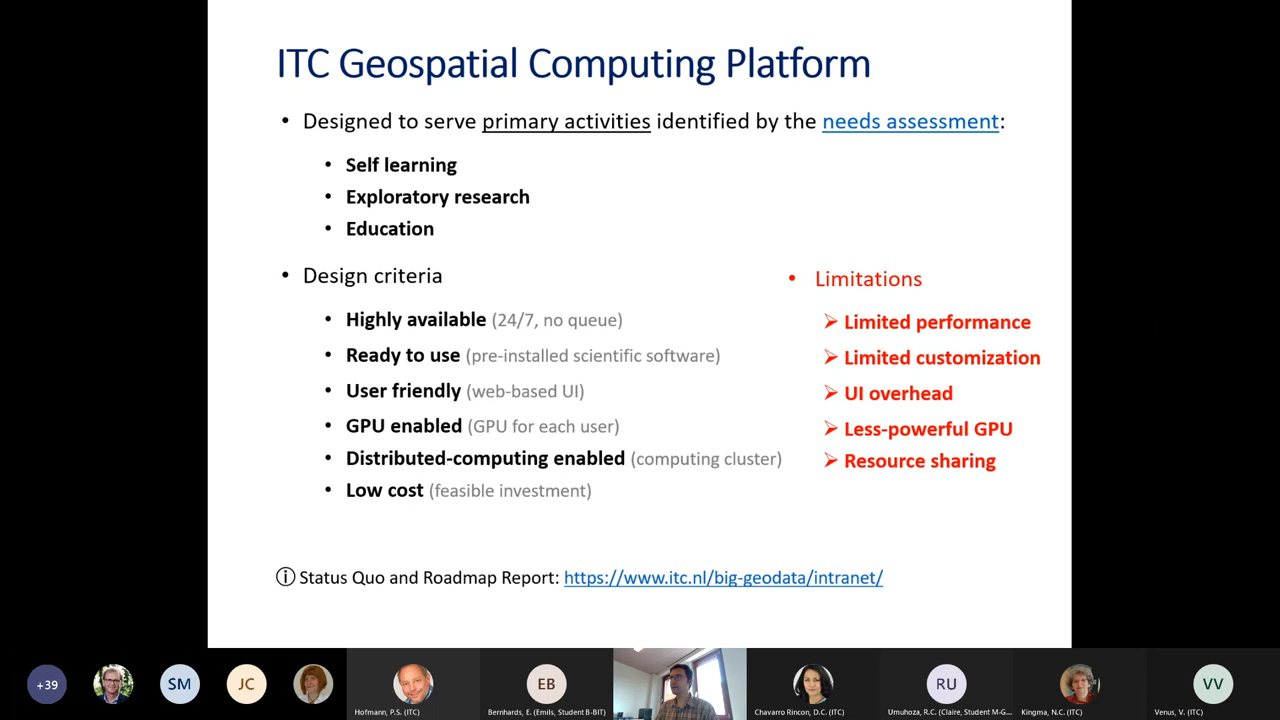 ITC Geospatial Computing Platform
• Designed to serve primary activities identified by the needs assessment:
• Self learning
• Exploratory research
• Education
• Design criteria
• Highly available (24/7, no queue)
• Ready to use (pre-installed scientific software)
• User friendly (web-based UI)
• GPU enabled (GPU for each user)
• Distributed-computing enabled (computing cluster)
• Low cost (feasible investment)
• Limitations
➢ Limited performance
➢ Limited customization
➢ UI overhead
➢ Less-powerful GPU
➢ Resource sharing
ⓘ Status Quo and Roadmap Report: https://www.itc.nl/big-geodata/intranet/
+39
SM
JC
Hofmann, P.S. (ITC)
EB
Bernhards, E. (Emils, Student B-BIT)
Chavarro Rincon, D.C. (ITC)
RU
Umuhoza, R.C. (Claire, Student M-G...
Kingma, N.C. (ITC)
VV
Venus, V. (ITC)